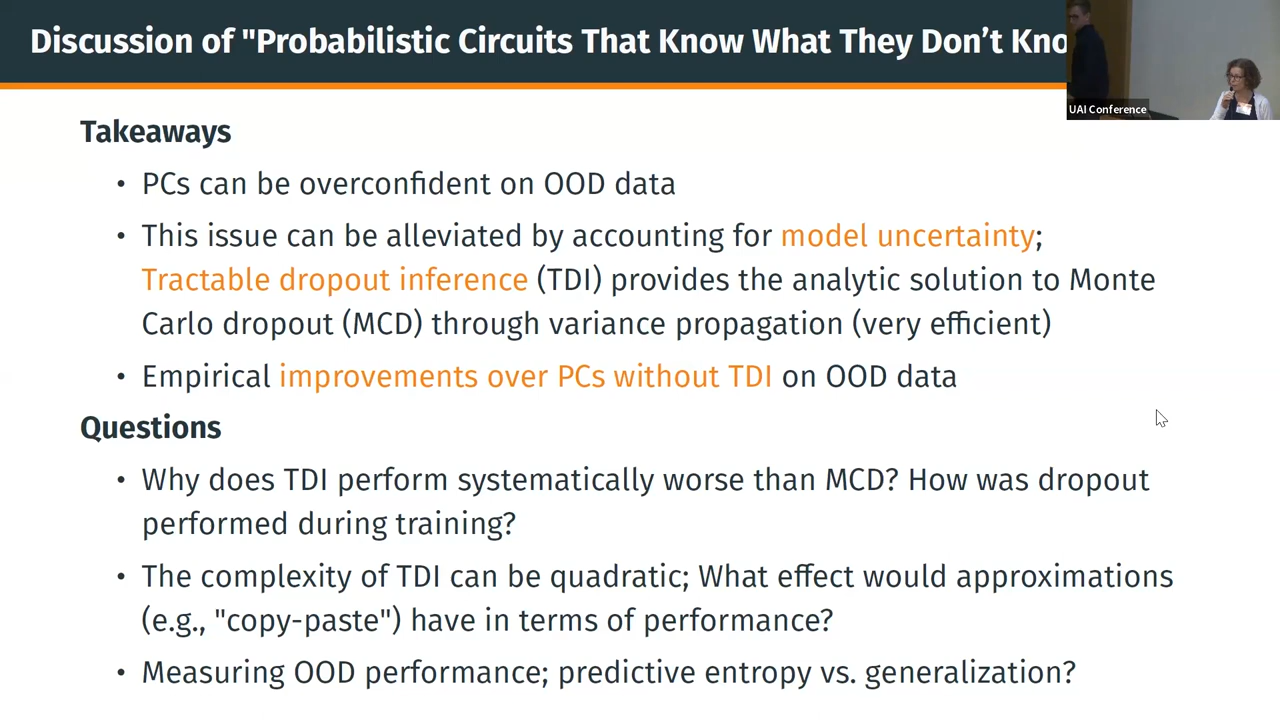 Discussion of "Probabilistic Circuits That Know What They Don’t Kno
UAI Conference
Takeaways
• PCs can be overconfident on OOD data
• This issue can be alleviated by accounting for model uncertainty;
Tractable dropout inference (TDI) provides the analytic solution to Monte
Carlo dropout (MCD) through variance propagation (very efficient)
• Empirical improvements over PCs without TDI on OOD data
Questions
• Why does TDI perform systematically worse than MCD? How was dropout
performed during training?
• The complexity of TDI can be quadratic; What effect would approximations
(e.g., "copy-paste") have in terms of performance?
• Measuring OOD performance; predictive entropy vs. generalization?